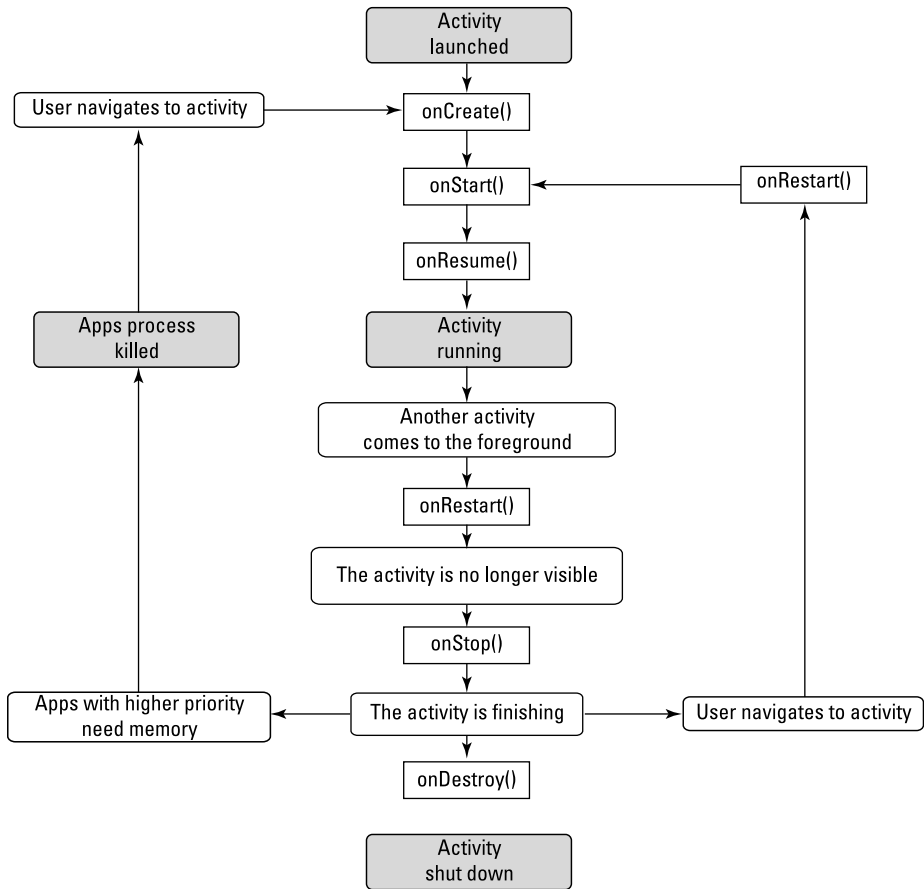 Activity
launched
User navigates to activity
onCreate()
onStart()
onRestart()
onResume()
Apps process
killed
Activity
running
Another activity
comes to the foreground
onRestart()
The activity is no longer visible
onStop()
Apps with higher priority
need memory
The activity is finishing
User navigates to activity
onDestroy()
Activity
shut down